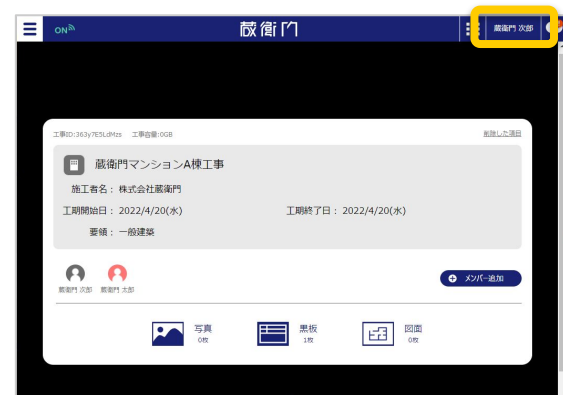 ON
蔵衛門
蔵衛門 次郎
工事ID:363y7E5LdMzs 工事容量:0GB
削除した項目
蔵衛門マンションA棟工事
施工者名： 株式会社蔵衛門
工期開始日： 2022/4/20(水) 工期終了日： 2022/4/20(水)
要領： 一般建築
蔵衛門 次郎 蔵衛門 太郎
メンバー追加
写真 黒板 図面
0枚 1枚 0枚